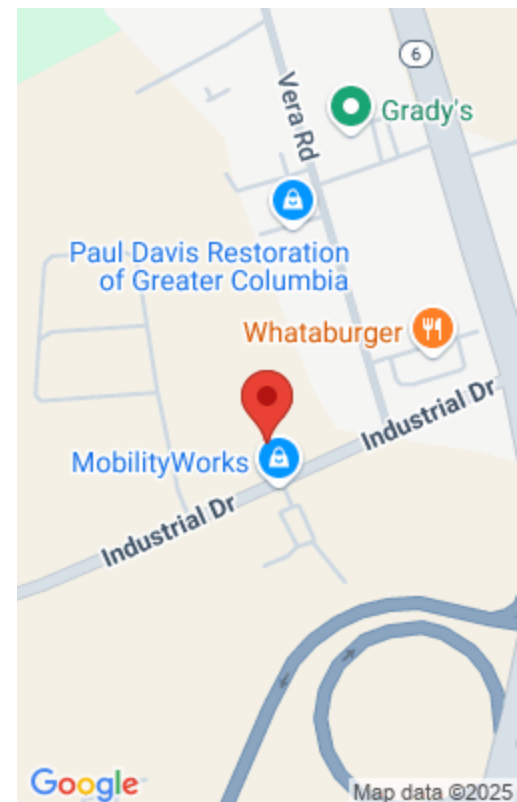 6
Vera Rd
Grady's
Paul Davis Restoration
of Greater Columbia
Whataburger
Industrial Dr
MobilityWorks
Industrial Dr
Google
Map data ©2025